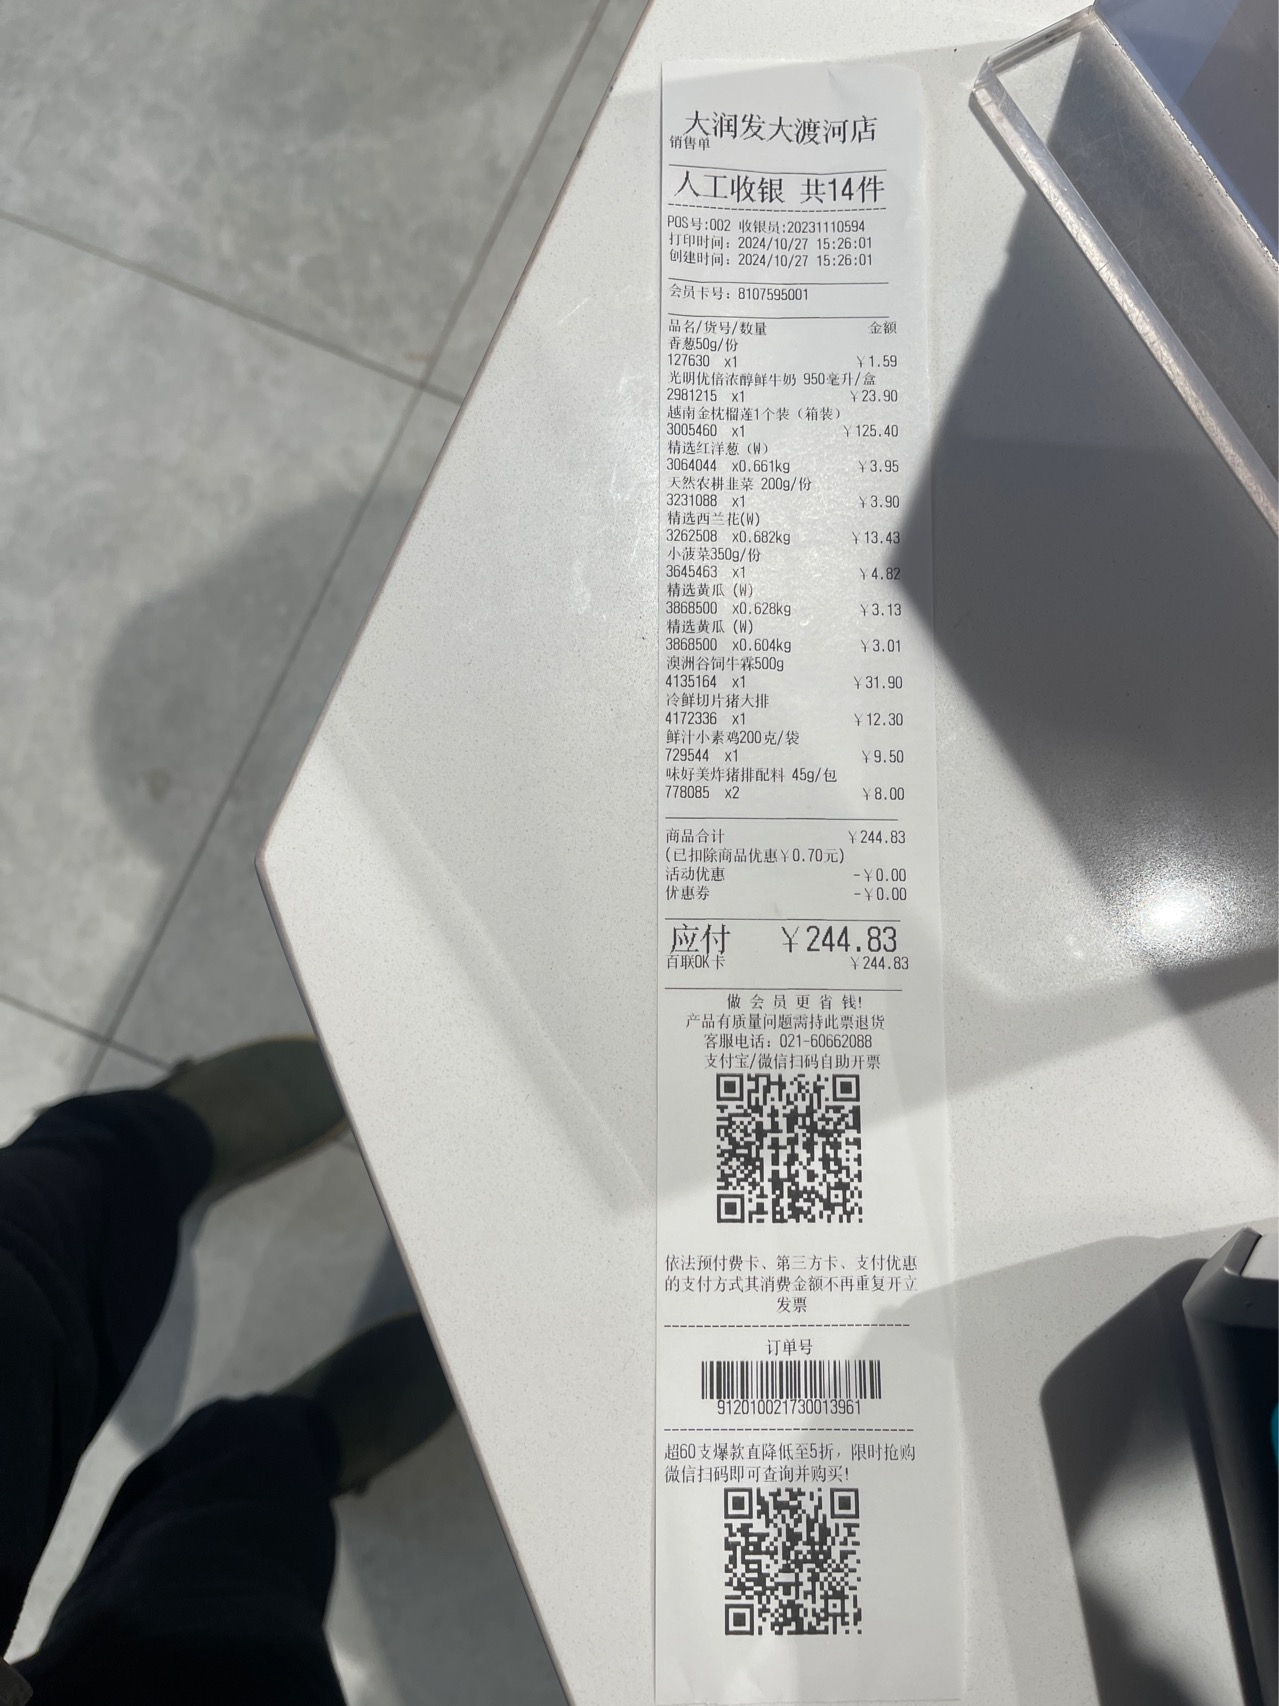 大润发大渡河店
销售单
人工收银 共14件
POS号:002 收银员:20231110594
打印时间: 2024/10/27 15:26:01
创建时间: 2024/10/27 15:26:01
会员卡号: 8107595001
品名/货号/数量 金额
香葱50g/份
127630 x1 ￥1.59
光明优倍浓醇鲜牛奶 950毫升/盒
2981215 x1 ￥23.90
越南金枕榴莲1个装（箱装）
3005460 x1 ￥125.40
精选红洋葱（W）
3064044 x0.661kg ￥3.95
天然农耕韭菜 200g/份
3231088 x1 ￥3.90
精选西兰花(W)
3262508 x0.682kg ￥13.43
小菠菜350g/份
3645463 x1 ￥4.82
精选黄瓜（W）
3868500 x0.628kg ￥3.13
精选黄瓜（W）
3868500 x0.604kg ￥3.01
澳洲谷饲牛霖500g
4135164 x1 ￥31.90
冷鲜切片猪大排
4172336 x1 ￥12.30
鲜汁小素鸡200克/袋
729544 x1 ￥9.50
味好美炸猪排配料 45g/包
778085 x2 ￥8.00
商品合计 ￥244.83
(已扣除商品优惠￥0.70元)
活动优惠 -￥0.00
优惠券 -￥0.00
应付 ￥244.83
百联OK卡 ￥244.83
做 会 员 更 省 钱!
产品有质量问题需持此票退货
客服电话: 021-60662088
支付宝/微信扫码自助开票
依法预付费卡、第三方卡、支付优惠
的支付方式其消费金额不再重复开立
发票
订单号
912010021730013961
超60支爆款直降低至5折，限时抢购
微信扫码即可查询并购买!